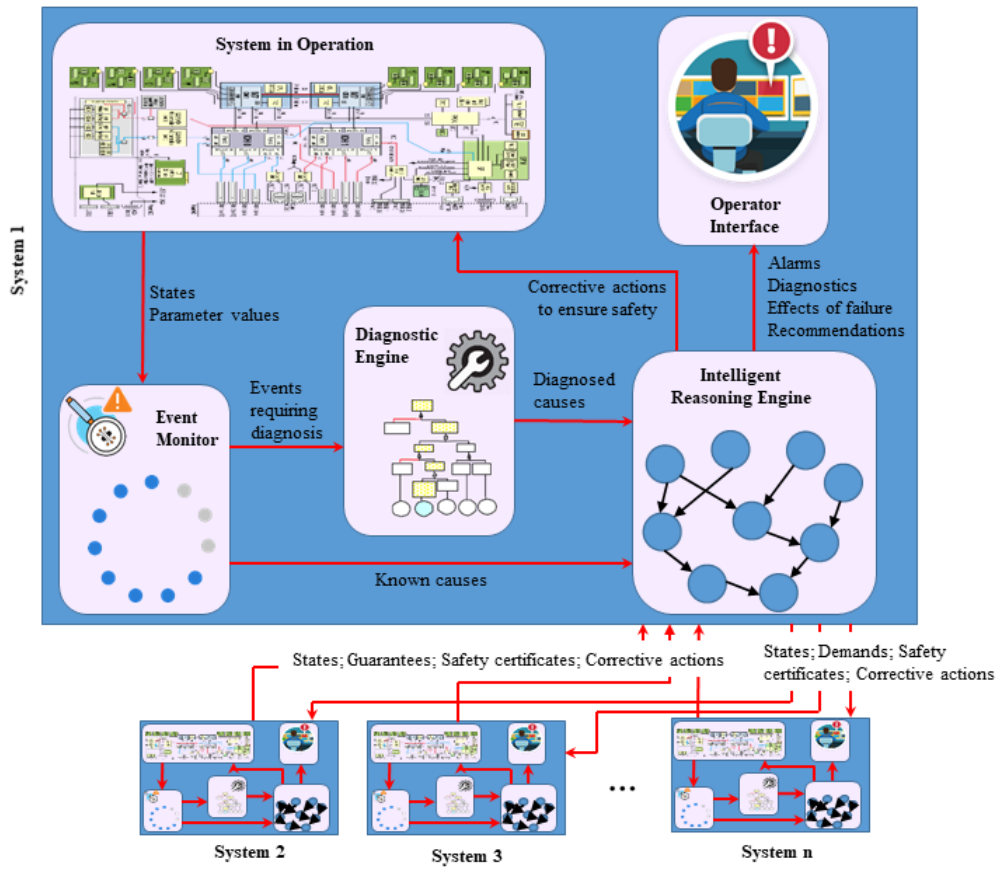 System in Operation
Operator
Interface
System 1
States
Parameter values
Corrective actions
to ensure safety
Alarms
Diagnostics
Effects of failure
Recommendations
Diagnostic
Engine
Event
Monitor
Events
requiring
diagnosis
Diagnosed
causes
Intelligent
Reasoning Engine
Known causes
States; Guarantees; Safety certificates; Corrective actions
States; Demands; Safety
certificates; Corrective actions
...
System 2
System 3
System n